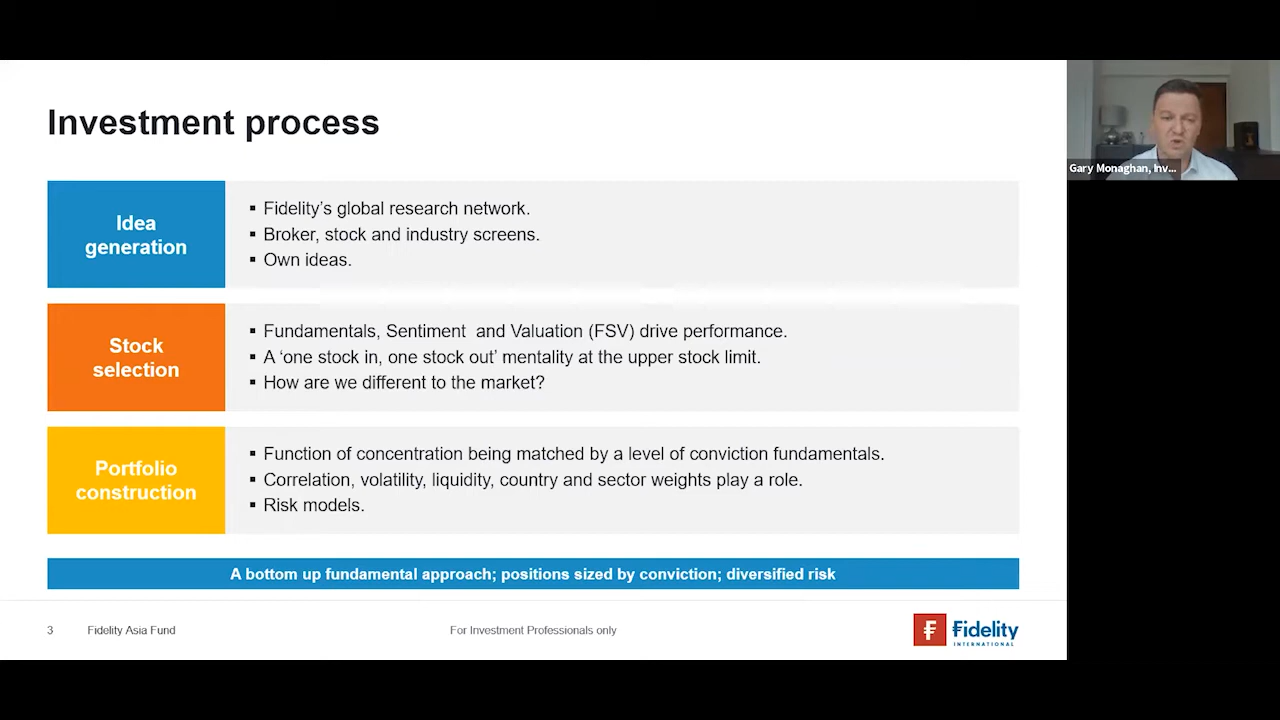 Investment process
Idea
generation
▪ Fidelity’s global research network.
▪ Broker, stock and industry screens.
▪ Own ideas.
Stock
selection
▪ Fundamentals, Sentiment and Valuation (FSV) drive performance.
▪ A ‘one stock in, one stock out’ mentality at the upper stock limit.
▪ How are we different to the market?
Portfolio
construction
▪ Function of concentration being matched by a level of conviction fundamentals.
▪ Correlation, volatility, liquidity, country and sector weights play a role.
▪ Risk models.
A bottom up fundamental approach; positions sized by conviction; diversified risk
3 Fidelity Asia Fund For Investment Professionals only
Fidelity
INTERNATIONAL
Gary Monaghan, Inv...